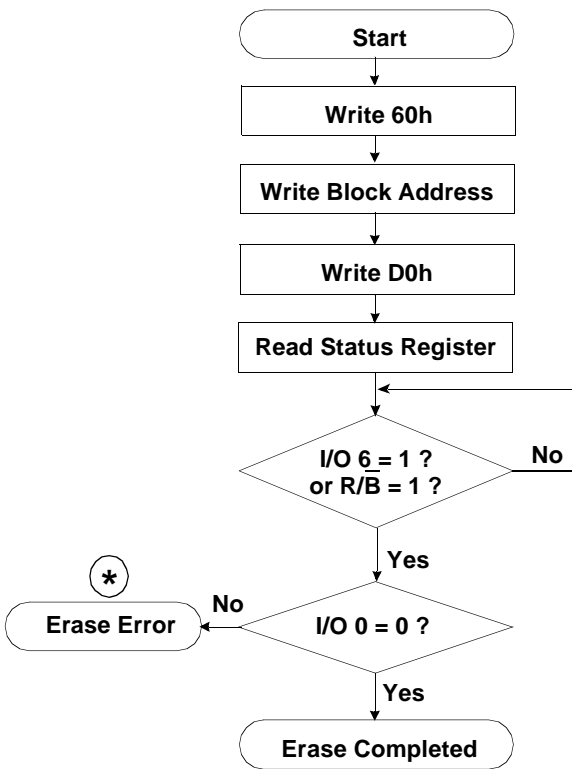 Start
Write 60h
Write Block Address
Write D0h
Read Status Register
I/O 6 = 1 ?
or R/B̅ = 1 ?
No
Yes
*
No
Erase Error
I/O 0 = 0 ?
Yes
Erase Completed